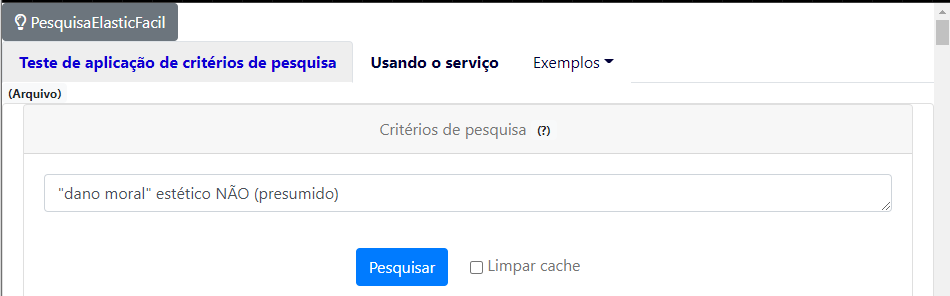 PesquisaElasticFacil
Teste de aplicação de critérios de pesquisa Usando o serviço Exemplos
(Arquivo)
Critérios de pesquisa (?)
"dano moral" estético NÃO (presumido)
Pesquisar Limpar cache